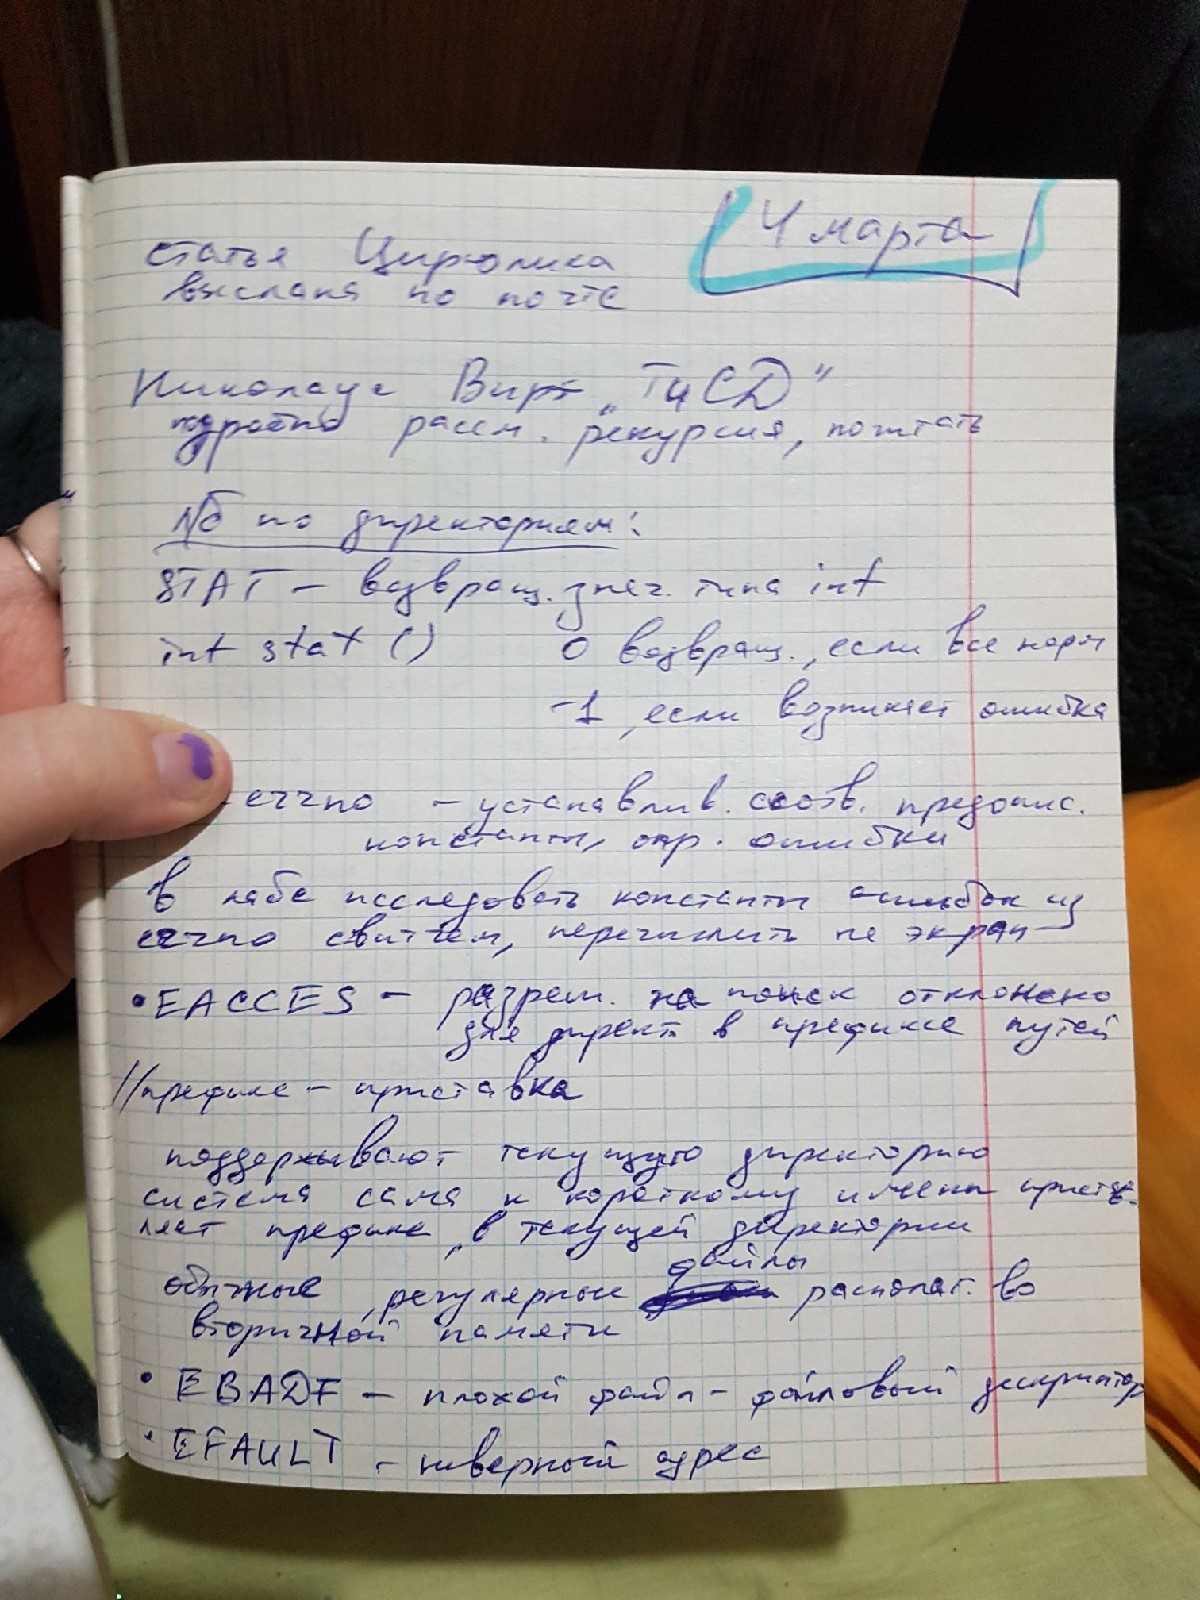 4 марта
статья Цирюлика
выслана по почте
Николаус Вирт „ТиСД"
подробно рассм. рекурсия, почитать
№6 по директориям:
STAT – возвращ. знач. типа int
int stat () 0 возвращ., если все норм
-1, если возникает ошибка
errno – устанавлив. соотв. предопис.
константы, опр. ошибки
в лабе исследовать константы ошибок из
errno свитчем, перечислить на экран
• EACCES – разреш. на поиск отклонено
для директ. в префиксе путей
//префикс – приставка
поддерживают текущую директорию
система сама к короткому имени пристав-
ляет префикс, в текущей директории
обычные, регулярные файлы располаг. во
вторичной памяти
• EBADF – плохой файл – файловый дескриптор
• EFAULT – неверный адрес